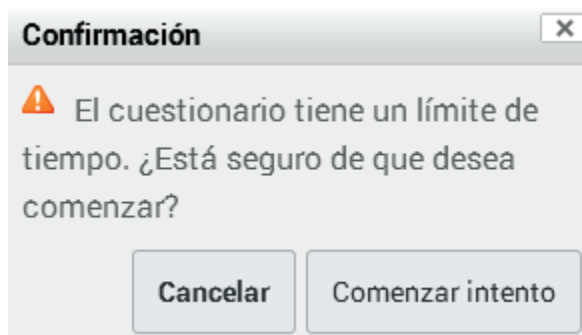 Confirmación
El cuestionario tiene un límite de
tiempo. ¿Está seguro de que desea
comenzar?
Cancelar
Comenzar intento